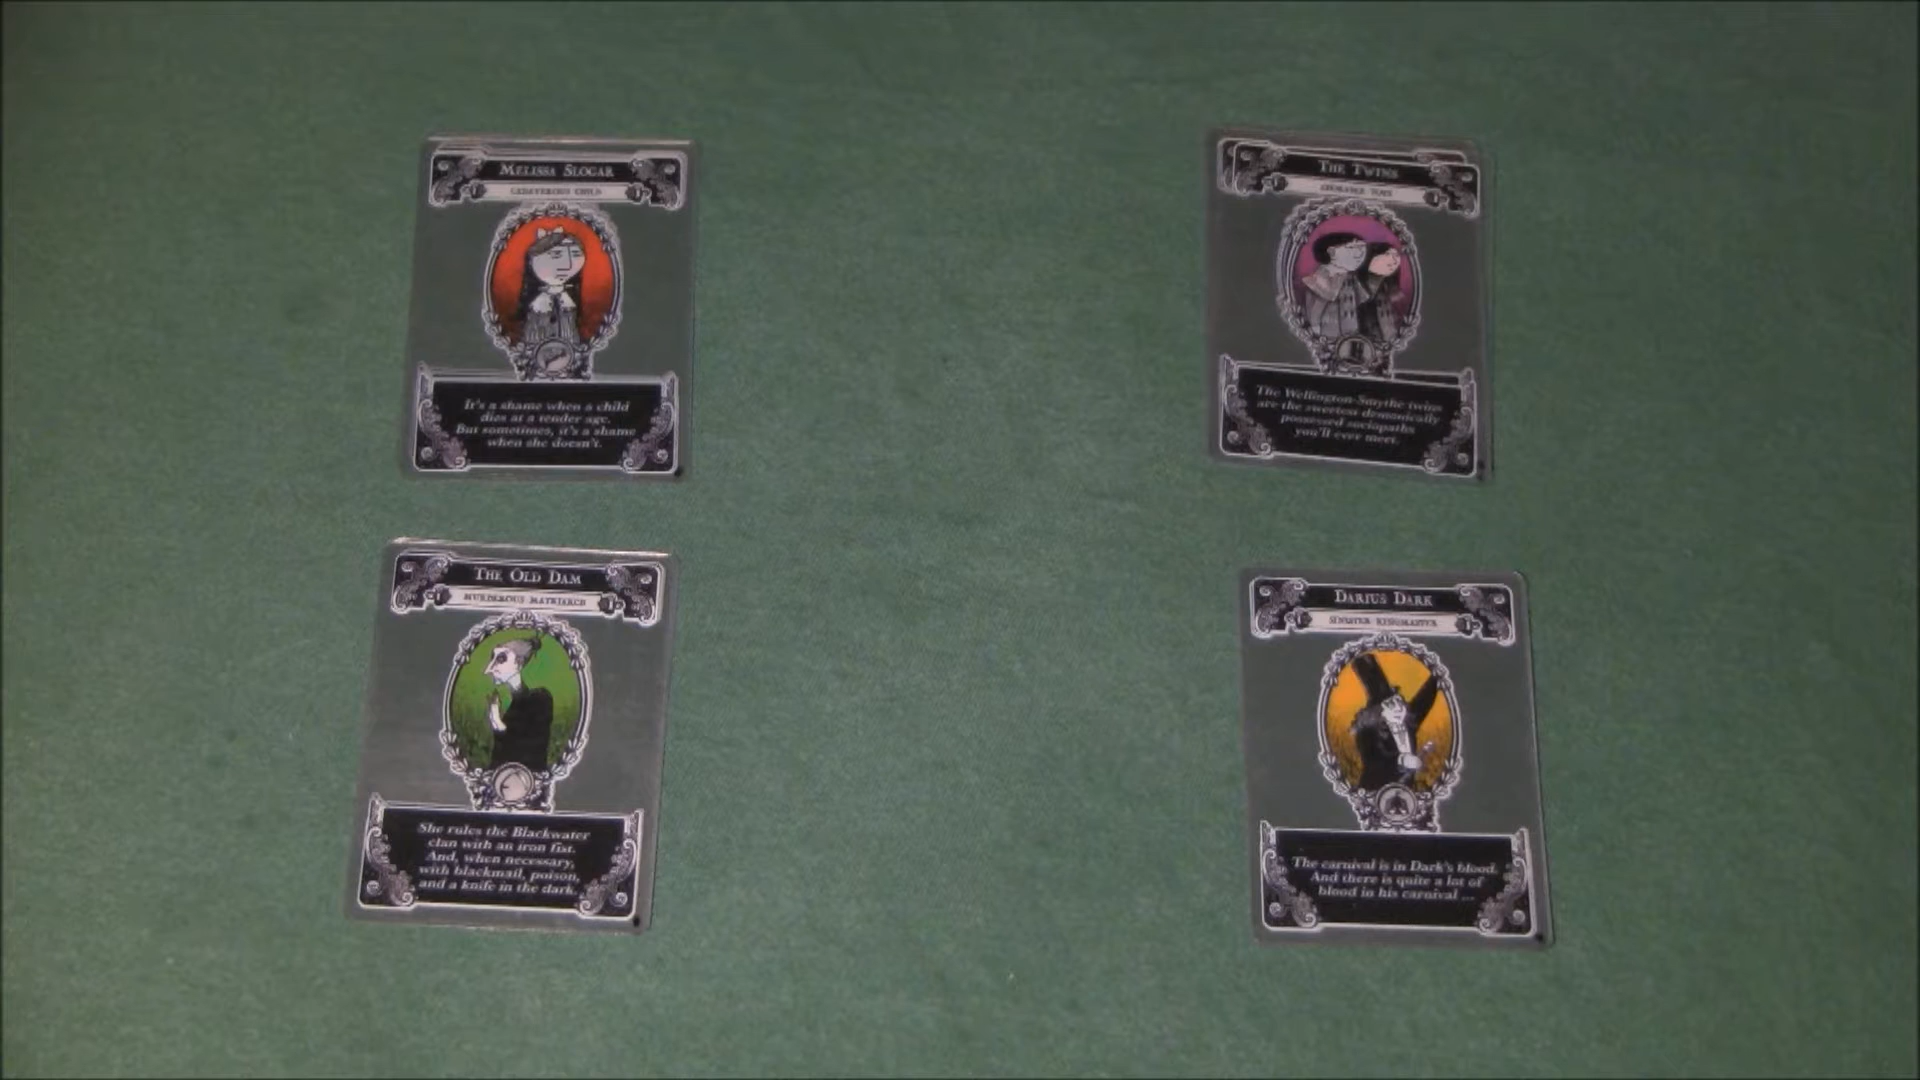 MELISSA SLOGAR
CADAVEROUS CHILD
It's a shame when a child
dies at a tender age.
But sometimes, it's a shame
when she doesn't.
THE TWINS
The Wellington-Smythe twins
are the sweetest demonically
possessed sociopaths
you'll ever meet.
THE OLD DAM
MURDEROUS MATRIARCH
She rules the Blackwater
clan with an iron fist.
And, when necessary,
with blackmail, poison,
and a knife in the dark.
DARIUS DARK
SINISTER RINGMASTER
The carnival is in Dark's blood.
And there is quite a lot of
blood in his carnival ...